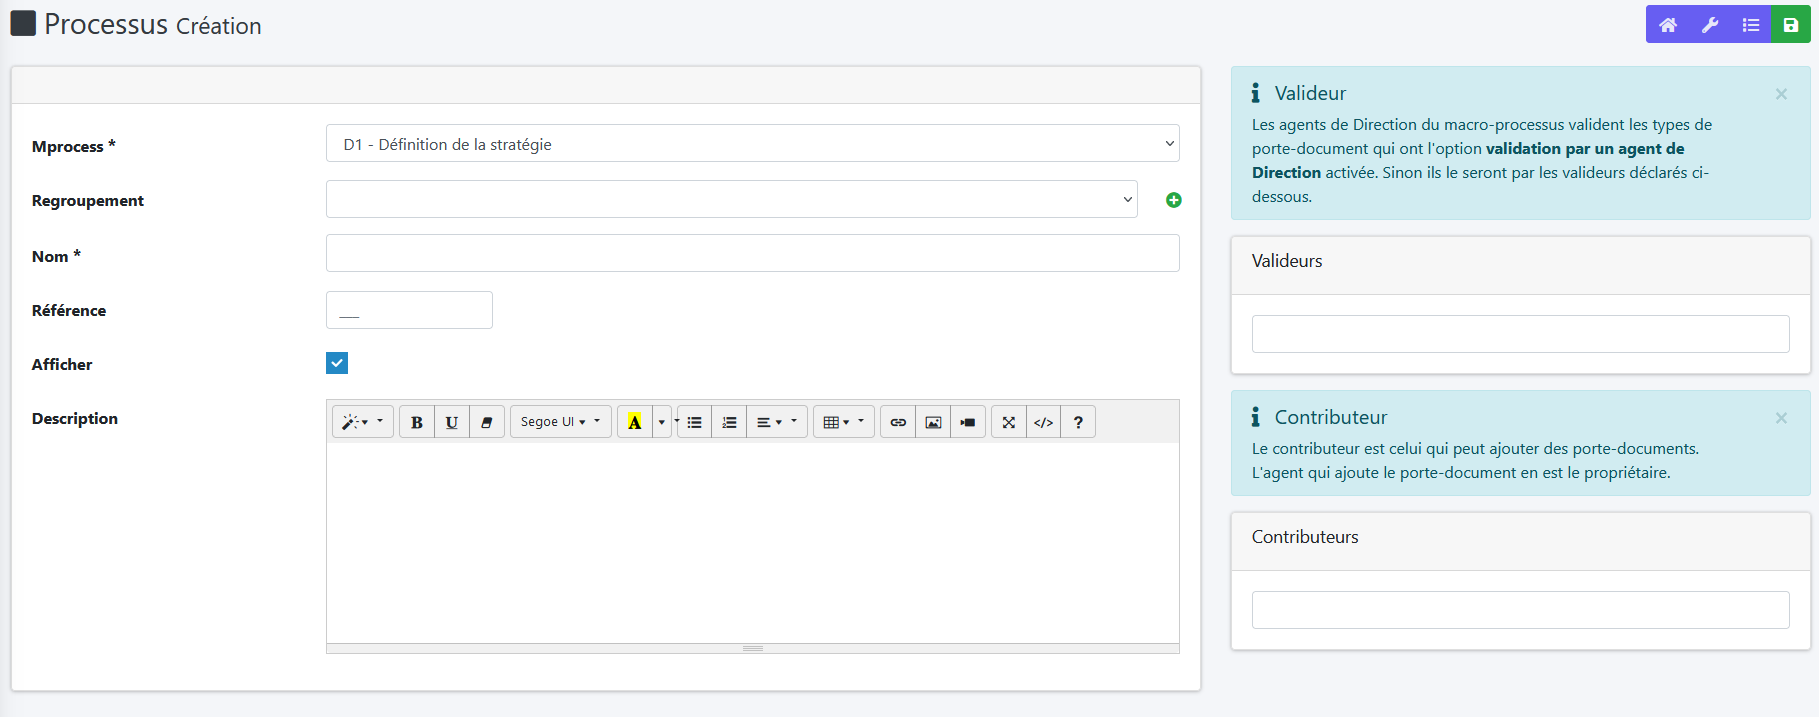 Processus Création
Mprocess *
D1 - Définition de la stratégie
Regroupement
Nom *
Référence
___
Afficher
Description
B U Segoe UI A </> ?
Valideur ×
Les agents de Direction du macro-processus valident les types de
porte-document qui ont l'option validation par un agent de
Direction activée. Sinon ils le seront par les valideurs déclarés ci-
dessous.
Valideurs
Contributeur ×
Le contributeur est celui qui peut ajouter des porte-documents.
L'agent qui ajoute le porte-document en est le propriétaire.
Contributeurs